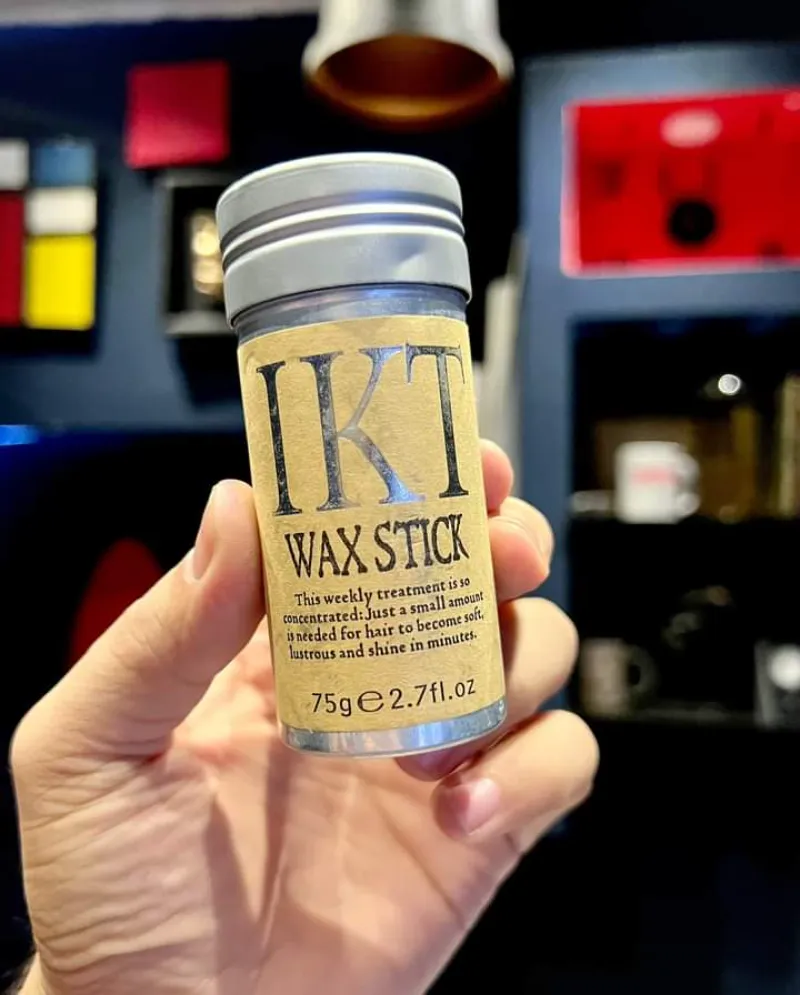 IKT
WAX STICK
This weekly treatment is so
concentrated: Just a small amount
is needed for hair to become soft,
lustrous and shine in minutes.
75g℮2.7fl.oz